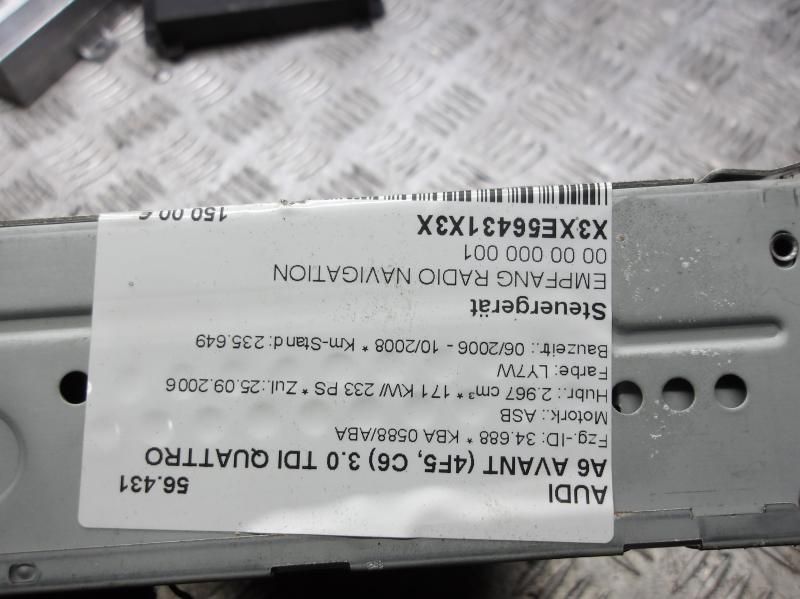 AUDI 56.431
A6 AVANT (4F5, C6) 3.0 TDI QUATTRO
Fzg.-ID: 34.688 * KBA 0588/ABA
Motork.: ASB
Hubr.: 2.967 cm³ * 171 KW/ 233 PS * Zul.:25.09.2006
Farbe: LY7W
Bauzeitr.: 06/2006 - 10/2008 * Km-Stand: 235.649
Steuergerät
EMPFANG RADIO NAVIGATION
00 00 000 001
X3XE56431X3X 150.00 €